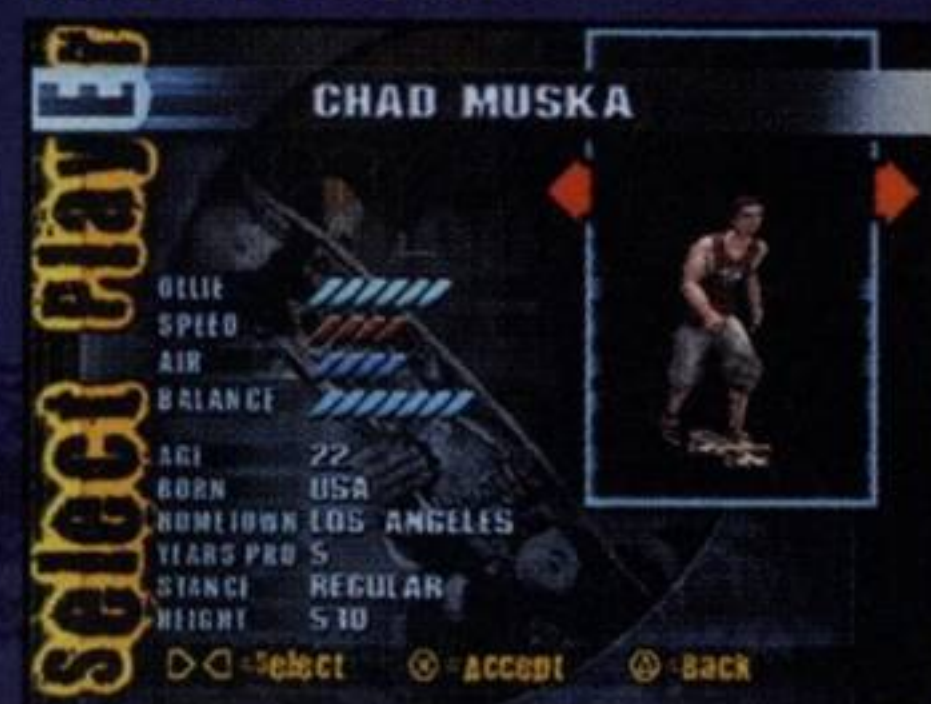 Select Player
CHAD MUSKA
OLLIE
SPEED
AIR
BALANCE
AGE 22
BORN USA
HOMETOWN LOS ANGELES
YEARS PRO 5
STANCE REGULAR
HEIGHT 5 10
=Select
=Accept
=Back